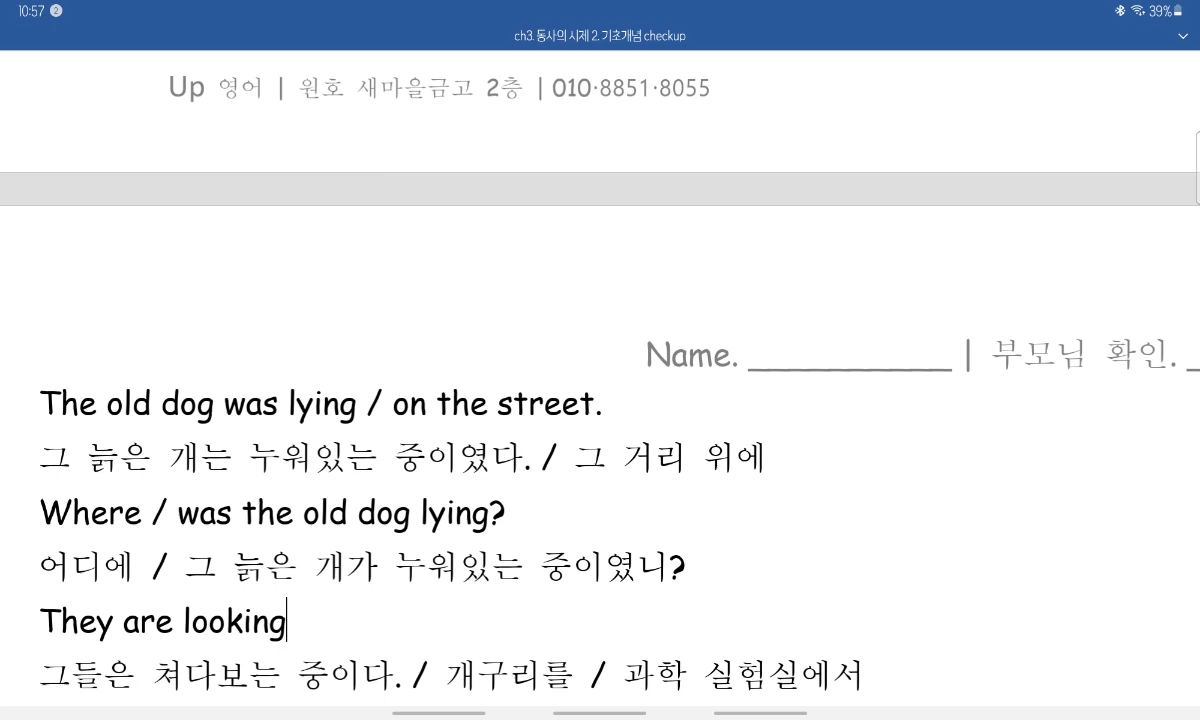 10:57 2 39%
ch3. 동사의 시제 2. 기초개념 checkup
Up 영어 | 원호 새마을금고 2층 | 010·8851·8055
Name. ___________ | 부모님 확인. _
The old dog was lying / on the street.
그 늙은 개는 누워있는 중이였다. / 그 거리 위에
Where / was the old dog lying?
어디에 / 그 늙은 개가 누워있는 중이였니?
They are looking
그들은 쳐다보는 중이다. / 개구리를 / 과학 실험실에서